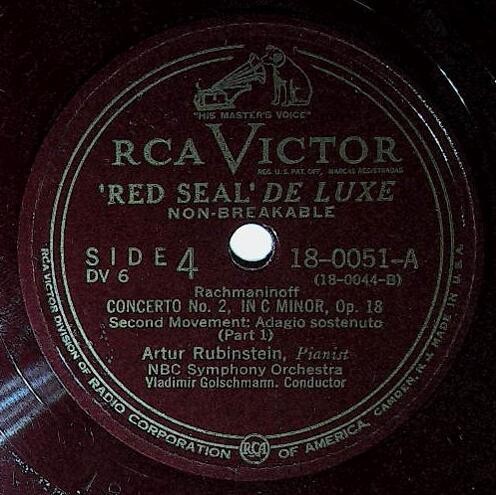 "HIS MASTER'S VOICE"
RCA VICTOR
REG. U.S. PAT. OFF. MARCAS REGISTRADAS
'RED SEAL' DE LUXE
NON-BREAKABLE
SIDE 4
DV 6
18-0051-A
(18-0044-B)
Rachmaninoff
CONCERTO No. 2, IN C MINOR, Op. 18
Second Movement: Adagio sostenuto
(Part 1)
Artur Rubinstein, Pianist
NBC Symphony Orchestra
Vladimir Golschmann. Conductor
RCA VICTOR DIVISION OF RADIO CORPORATION OF AMERICA, CAMDEN, N.J. MADE IN U.S.A.
RCA